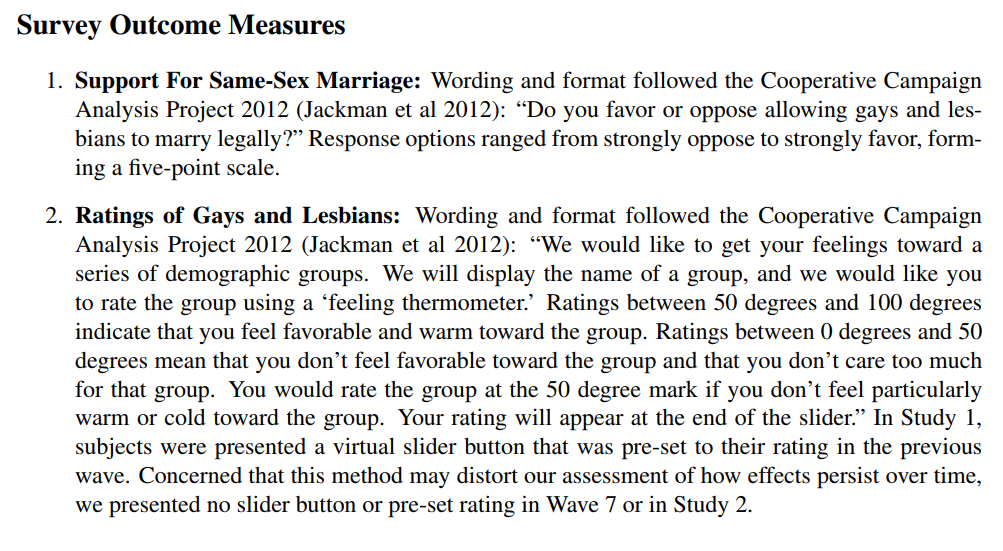 Survey Outcome Measures
1. Support For Same-Sex Marriage: Wording and format followed the Cooperative Campaign
Analysis Project 2012 (Jackman et al 2012): “Do you favor or oppose allowing gays and les-
bians to marry legally?” Response options ranged from strongly oppose to strongly favor, form-
ing a five-point scale.
2. Ratings of Gays and Lesbians: Wording and format followed the Cooperative Campaign
Analysis Project 2012 (Jackman et al 2012): “We would like to get your feelings toward a
series of demographic groups. We will display the name of a group, and we would like you
to rate the group using a ‘feeling thermometer.’ Ratings between 50 degrees and 100 degrees
indicate that you feel favorable and warm toward the group. Ratings between 0 degrees and 50
degrees mean that you don’t feel favorable toward the group and that you don’t care too much
for that group. You would rate the group at the 50 degree mark if you don’t feel particularly
warm or cold toward the group. Your rating will appear at the end of the slider.” In Study 1,
subjects were presented a virtual slider button that was pre-set to their rating in the previous
wave. Concerned that this method may distort our assessment of how effects persist over time,
we presented no slider button or pre-set rating in Wave 7 or in Study 2.